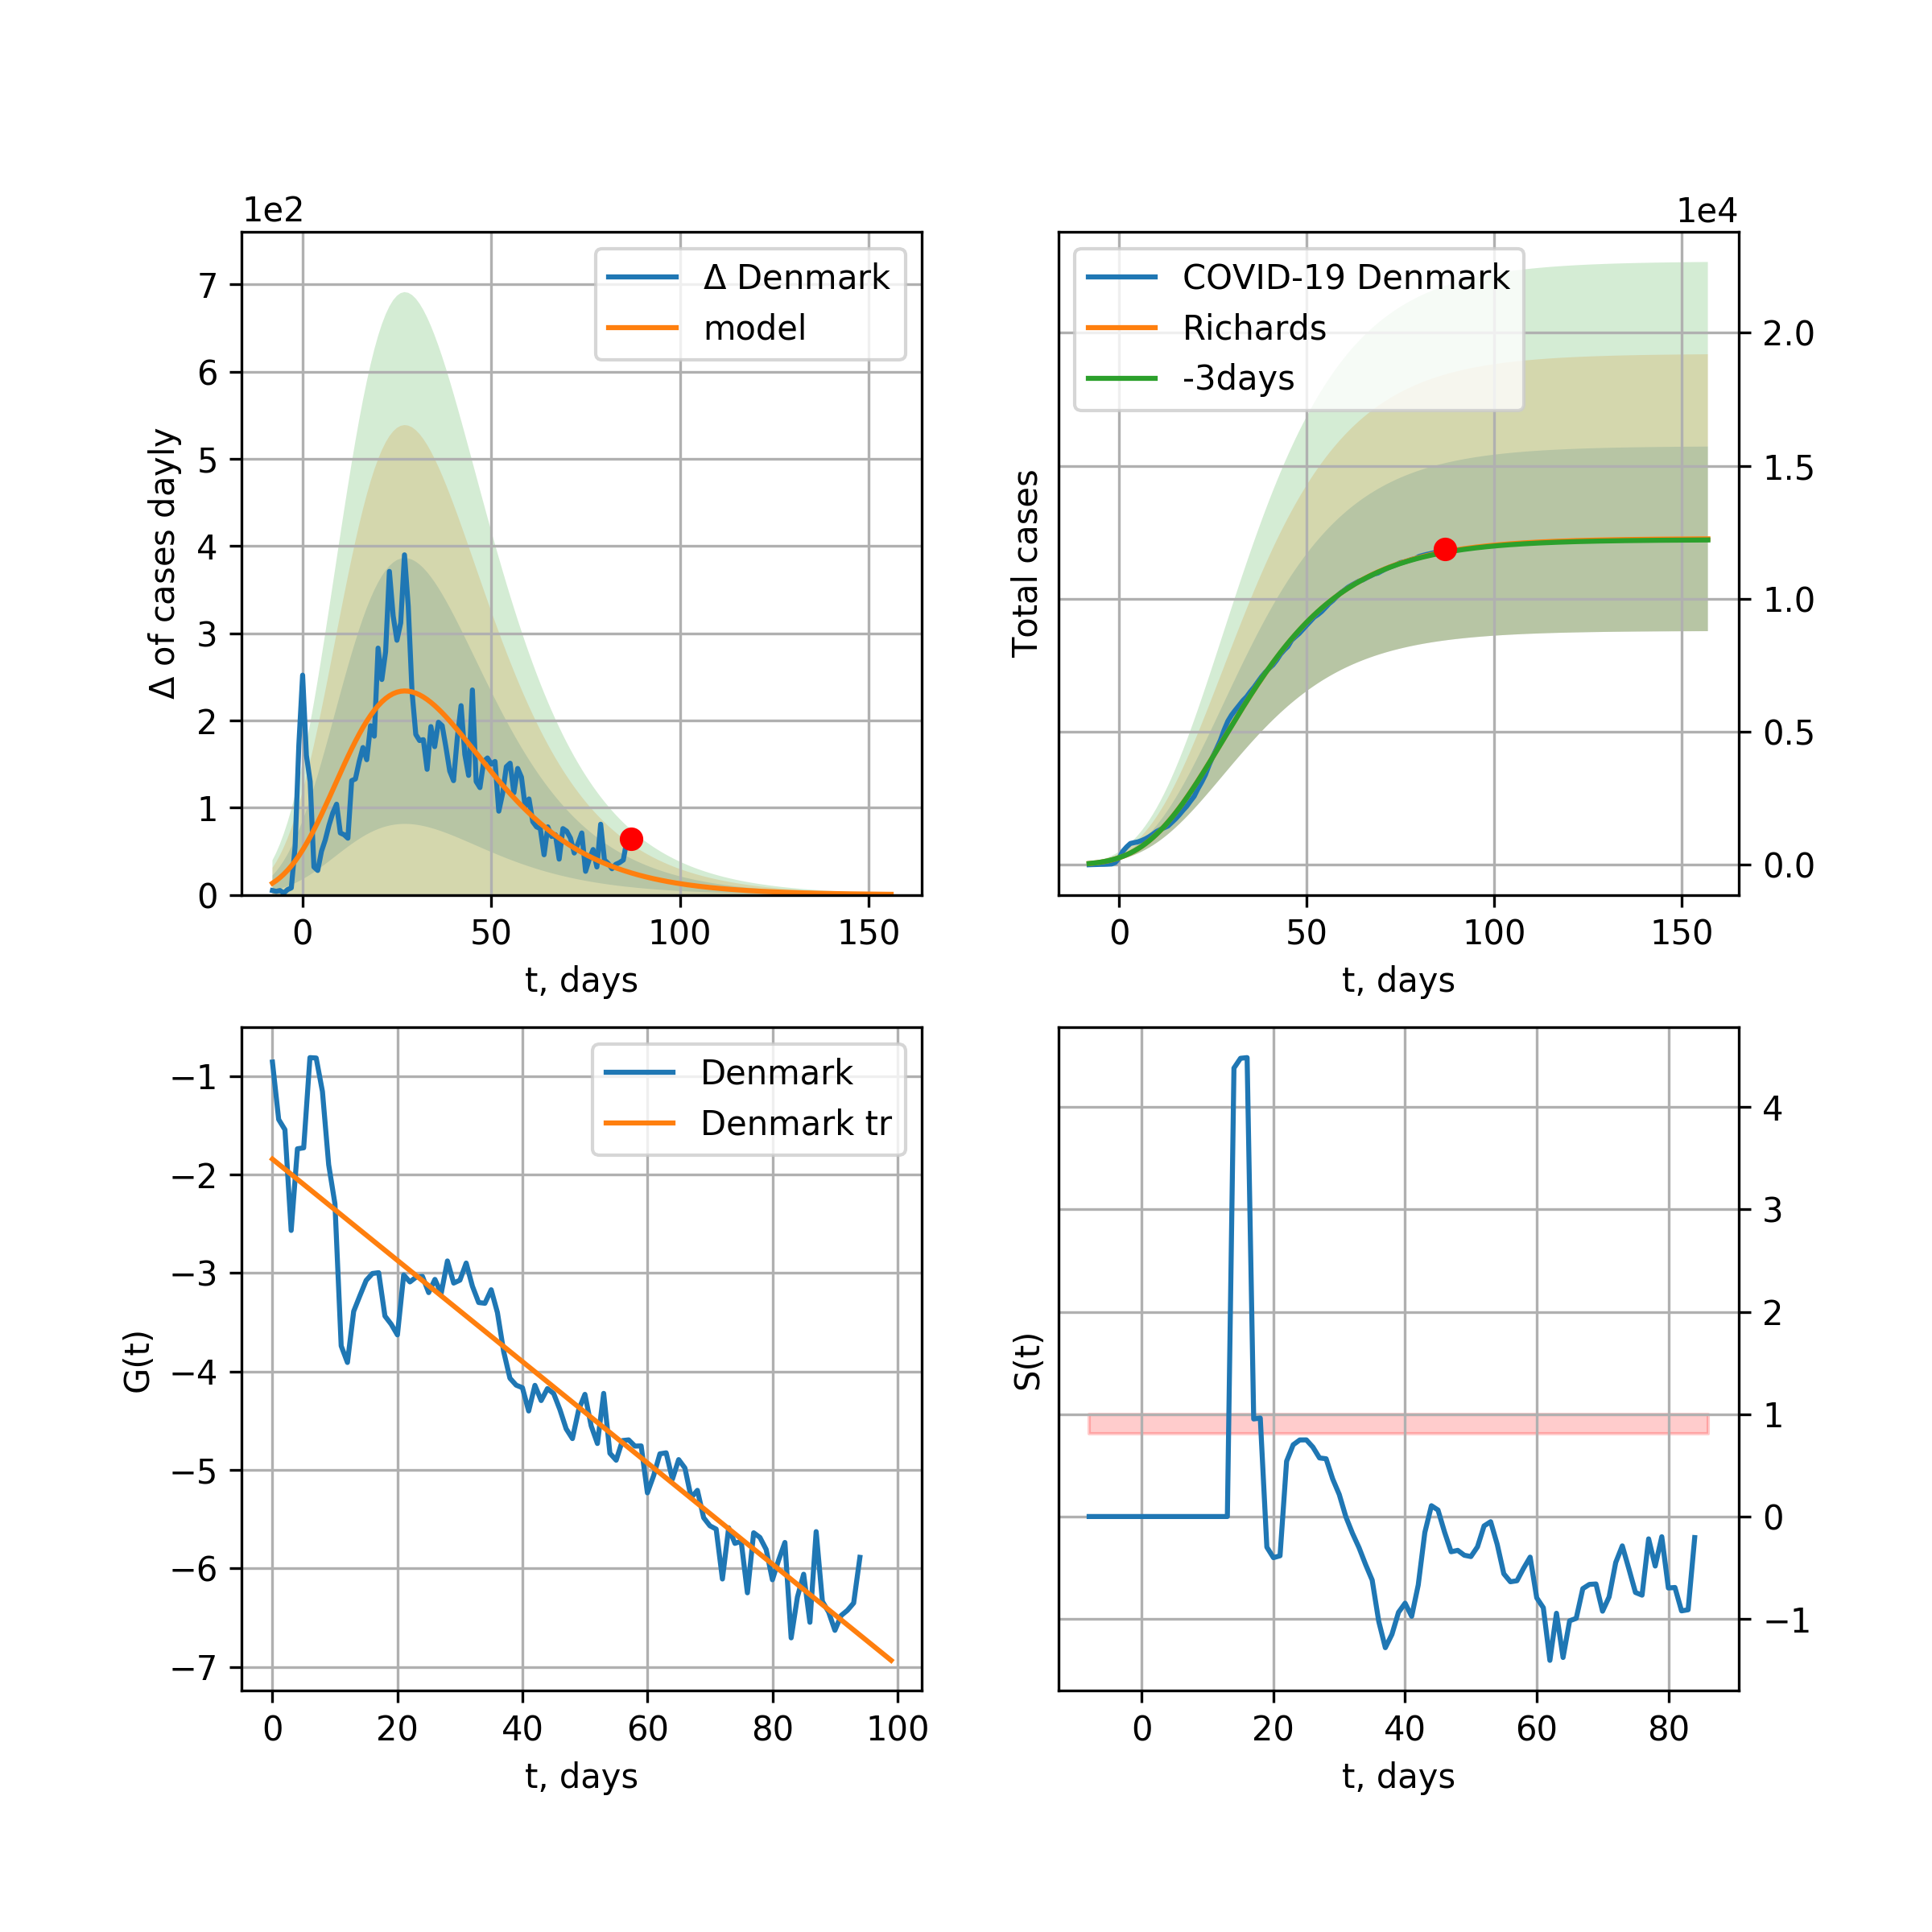 1e2
Δ of cases dayly
7
6
5
4
3
2
1
0
Δ Denmark
model
0 50 100 150
t, days
1e4
Total cases
COVID-19 Denmark
Richards
-3days
2.0
1.5
1.0
0.5
0.0
0 50 100 150
t, days
G(t)
−1
−2
−3
−4
−5
−6
−7
Denmark
Denmark tr
0 20 40 60 80 100
t, days
S(t)
4
3
2
1
0
−1
0 20 40 60 80
t, days